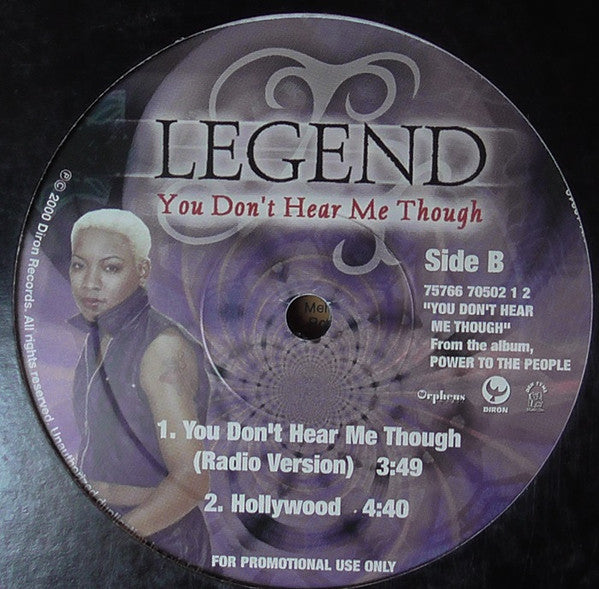 LEGEND
You Don't Hear Me Though
Side B
75766 70502 1 2
"YOU DON'T HEAR
ME THOUGH"
From the album,
POWER TO THE PEOPLE
Orpheus
DIRON
1. You Don't Hear Me Though
(Radio Version) 3:49
2. Hollywood 4:40
FOR PROMOTIONAL USE ONLY
℗© 2000 Diron Records. All rights reserved.